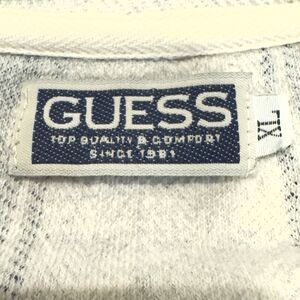 GUESS
TOP QUALITY & COMFORT
SINCE 1981
XL